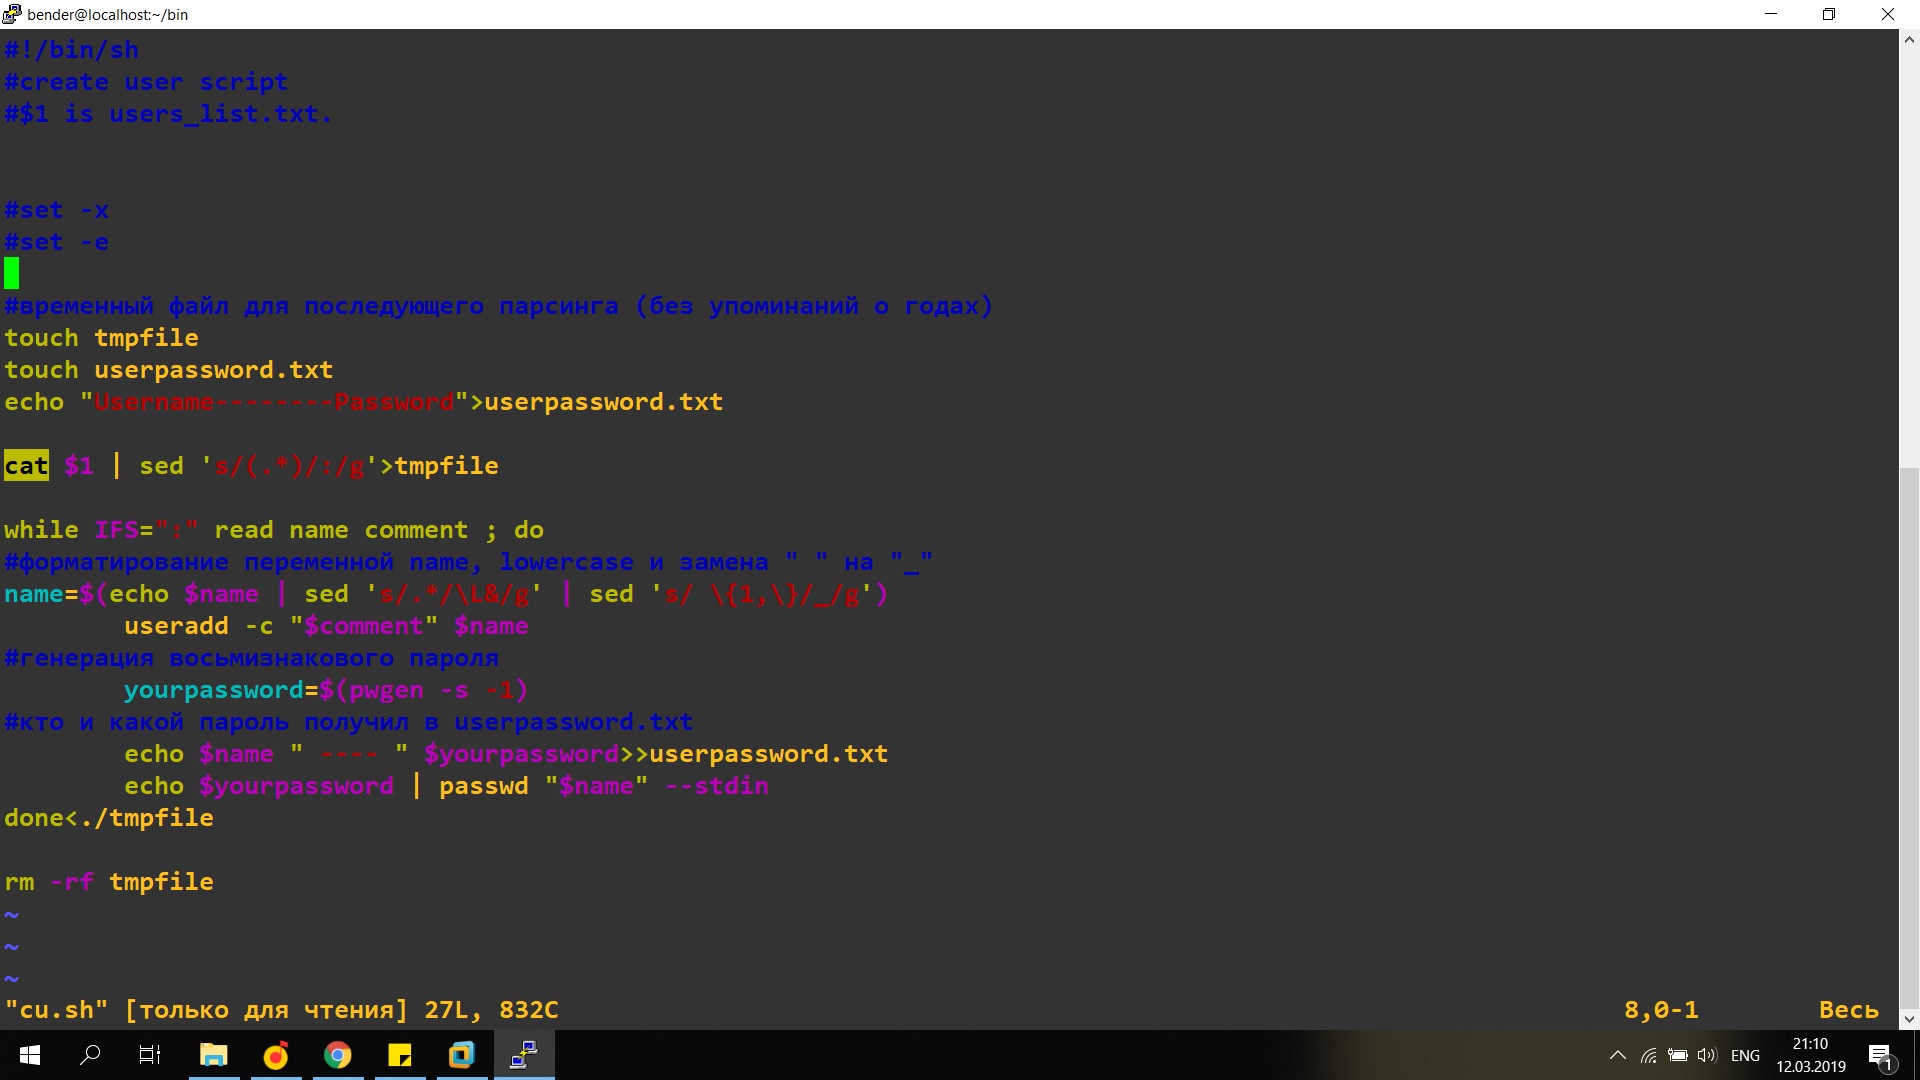 bender@localhost:~/bin
#!/bin/sh
#create user script
#$1 is users_list.txt.
#set -x
#set -e
#временный файл для последующего парсинга (без упоминаний о годах)
touch tmpfile
touch userpassword.txt
echo "Username--------Password">userpassword.txt
cat $1 | sed 's/(.*)/:/g'>tmpfile
while IFS=":" read name comment ; do
#форматирование переменной name, lowercase и замена " " на "_"
name=$(echo $name | sed 's/.*/\L&/g' | sed 's/ \{1,\}/_/g')
useradd -c "$comment" $name
#генерация восьмизнакового пароля
yourpassword=$(pwgen -s -1)
#кто и какой пароль получил в userpassword.txt
echo $name " ---- " $yourpassword>>userpassword.txt
echo $yourpassword | passwd "$name" --stdin
done<./tmpfile
rm -rf tmpfile
~
~
~
"cu.sh" [только для чтения] 27L, 832C 8,0-1 Весь
ENG
21:10
12.03.2019
1